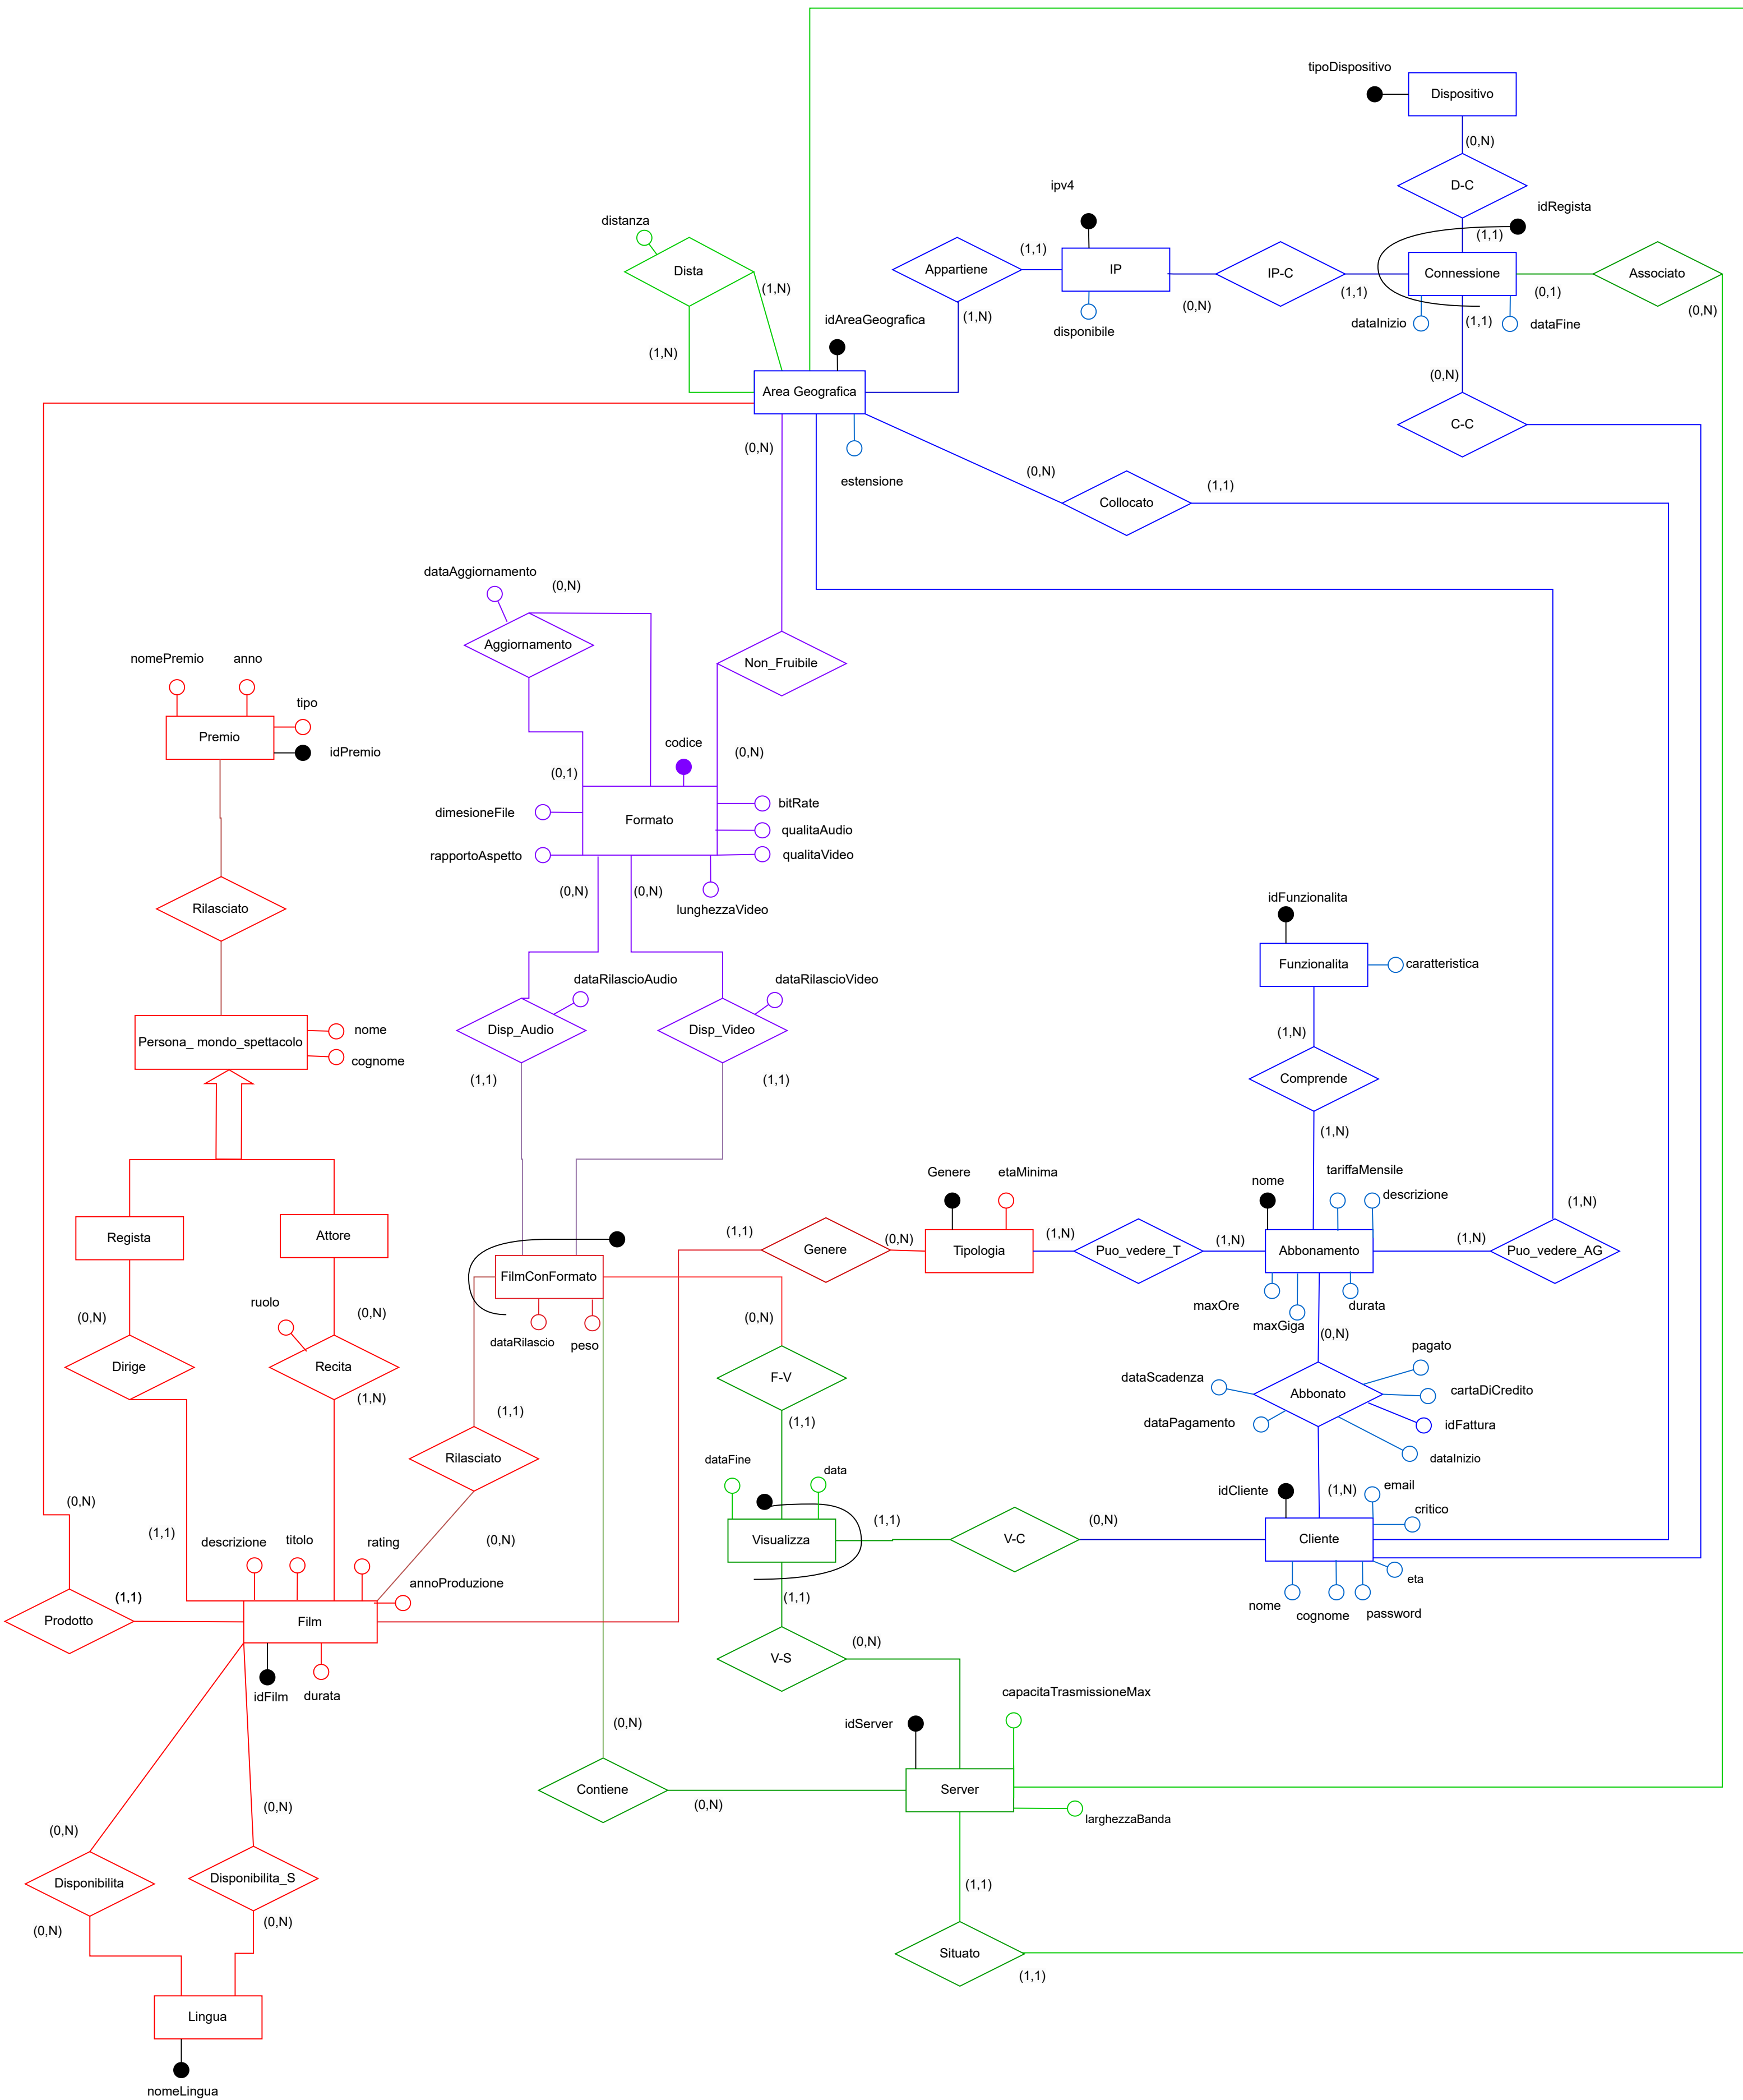 tipoDispositivo
Dispositivo
(0,N)
D-C
ipv4
idRegista
distanza
(1,1)
Dista
Appartiene
(1,1)
IP
IP-C
Connessione
Associato
(1,N)
(0,N)
(1,1)
(0,1)
(0,N)
idAreaGeografica
(1,N)
disponibile
dataInizio
(1,1)
dataFine
(1,N)
(0,N)
Area Geografica
C-C
(0,N)
estensione
(0,N)
(1,1)
Collocato
dataAggiornamento
(0,N)
Aggiornamento
nomePremio
anno
Non_Fruibile
tipo
Premio
codice
idPremio
(0,N)
(0,1)
bitRate
dimesioneFile
Formato
qualitaAudio
rapportoAspetto
qualitaVideo
(0,N)
(0,N)
idFunzionalita
Rilasciato
lunghezzaVideo
Funzionalita
caratteristica
dataRilascioAudio
dataRilascioVideo
nome
Disp_Audio
Disp_Video
(1,N)
Persona_ mondo_spettacolo
cognome
(1,1)
(1,1)
Comprende
(1,N)
Genere
etaMinima
tariffaMensile
nome
descrizione
(1,N)
Regista
Attore
(1,1)
(0,N)
(1,N)
(1,N)
(1,N)
Genere
Tipologia
Puo_vedere_T
Abbonamento
Puo_vedere_AG
FilmConFormato
ruolo
(0,N)
(0,N)
(0,N)
maxOre
durata
dataRilascio
peso
maxGiga
(0,N)
Dirige
Recita
pagato
F-V
dataScadenza
Abbonato
cartaDiCredito
(1,N)
(1,1)
(1,1)
dataPagamento
idFattura
Rilasciato
dataFine
data
dataInizio
idCliente
(1,N)
email
(0,N)
critico
(1,1)
descrizione
titolo
rating
(0,N)
(1,1)
(0,N)
Visualizza
V-C
Cliente
annoProduzione
eta
(1,1)
(1,1)
nome
cognome
password
Prodotto
Film
(0,N)
V-S
idFilm
durata
capacitaTrasmissioneMax
(0,N)
idServer
Contiene
Server
(0,N)
(0,N)
larghezzaBanda
(0,N)
Disponibilita
Disponibilita_S
(1,1)
(0,N)
(0,N)
Situato
(1,1)
Lingua
nomeLingua